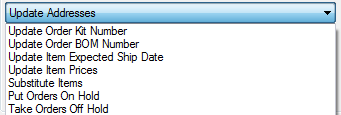 Update Addresses
Update Order Kit Number
Update Order BOM Number
Update Item Expected Ship Date
Update Item Prices
Substitute Items
Put Orders On Hold
Take Orders Off Hold